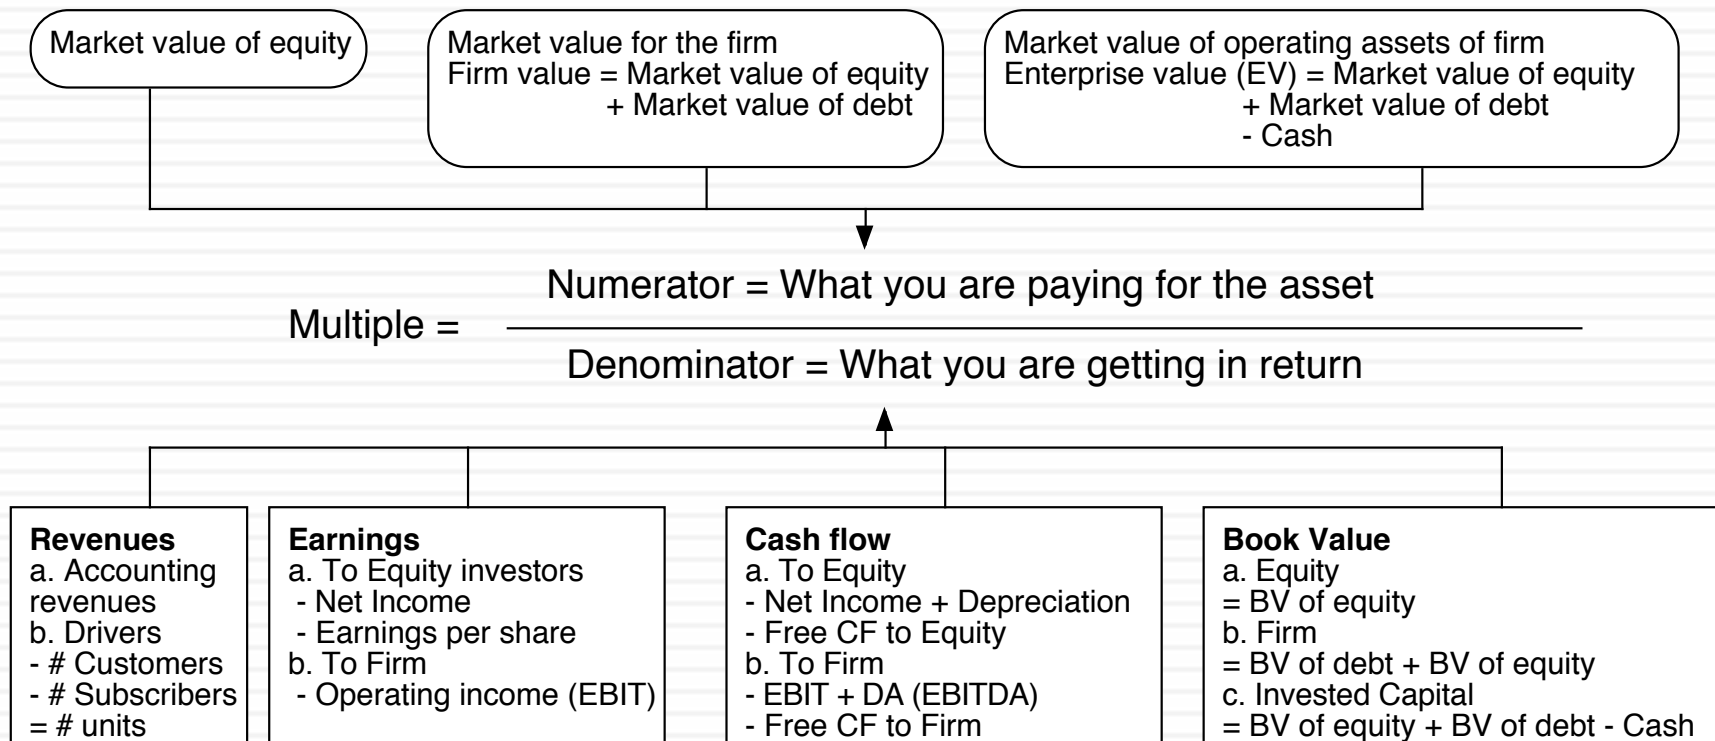 Market value of equity
Market value for the firm
Firm value = Market value of equity
+ Market value of debt
Market value of operating assets of firm
Enterprise value (EV) = Market value of equity
+ Market value of debt
- Cash
Numerator = What you are paying for the asset
Multiple =
Denominator = What you are getting in return
Revenues
a. Accounting
revenues
b. Drivers
- # Customers
- # Subscribers
= # units
Earnings
a. To Equity investors
- Net Income
- Earnings per share
b. To Firm
- Operating income (EBIT)
Cash flow
a. To Equity
- Net Income + Depreciation
- Free CF to Equity
b. To Firm
- EBIT + DA (EBITDA)
- Free CF to Firm
Book Value
a. Equity
= BV of equity
b. Firm
= BV of debt + BV of equity
c. Invested Capital
= BV of equity + BV of debt - Cash